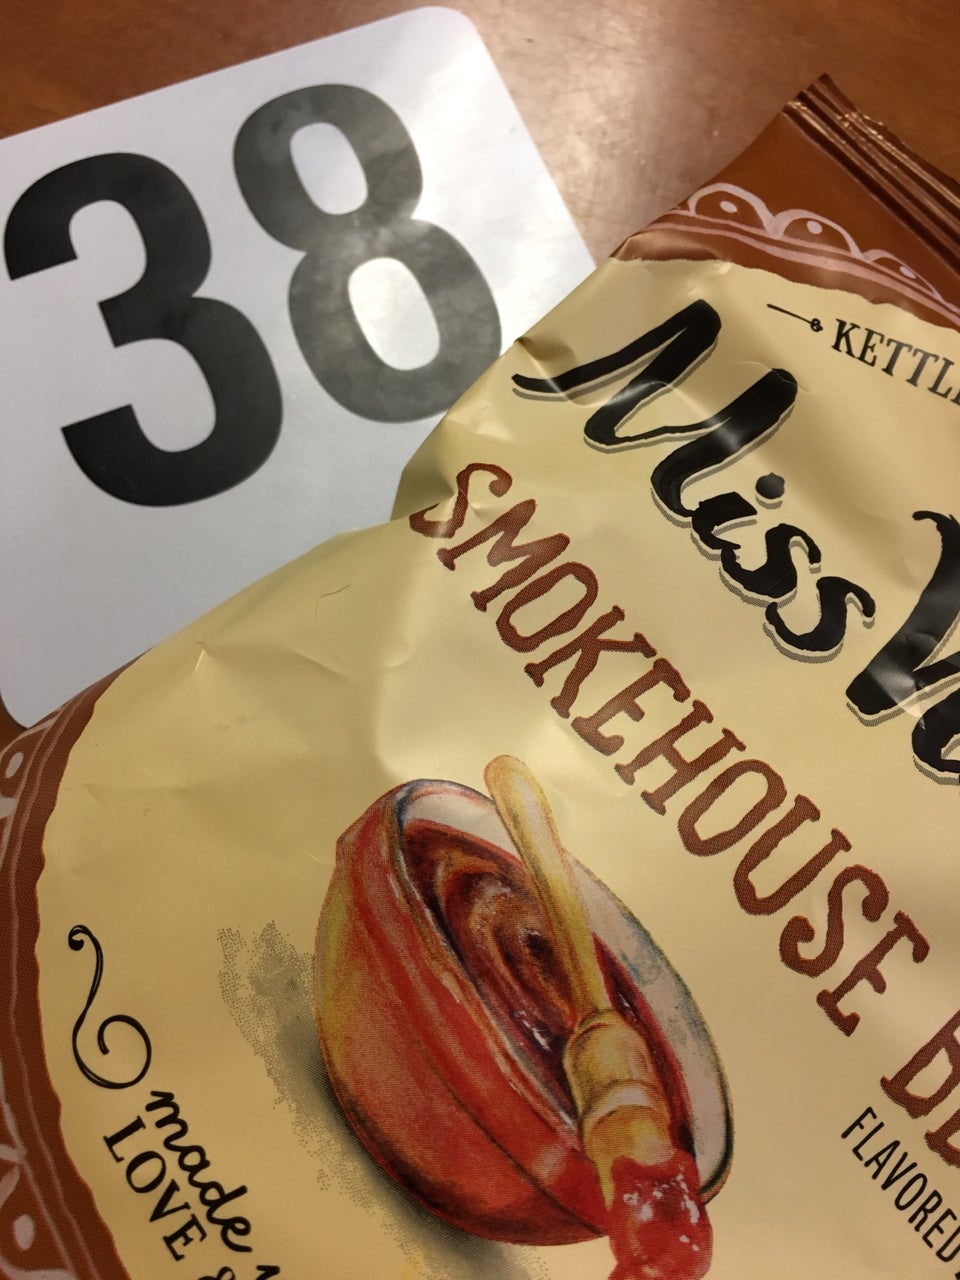 38
KETTL
Miss
SMOKEHOUSE B
FLAVORED
made
LOVE &